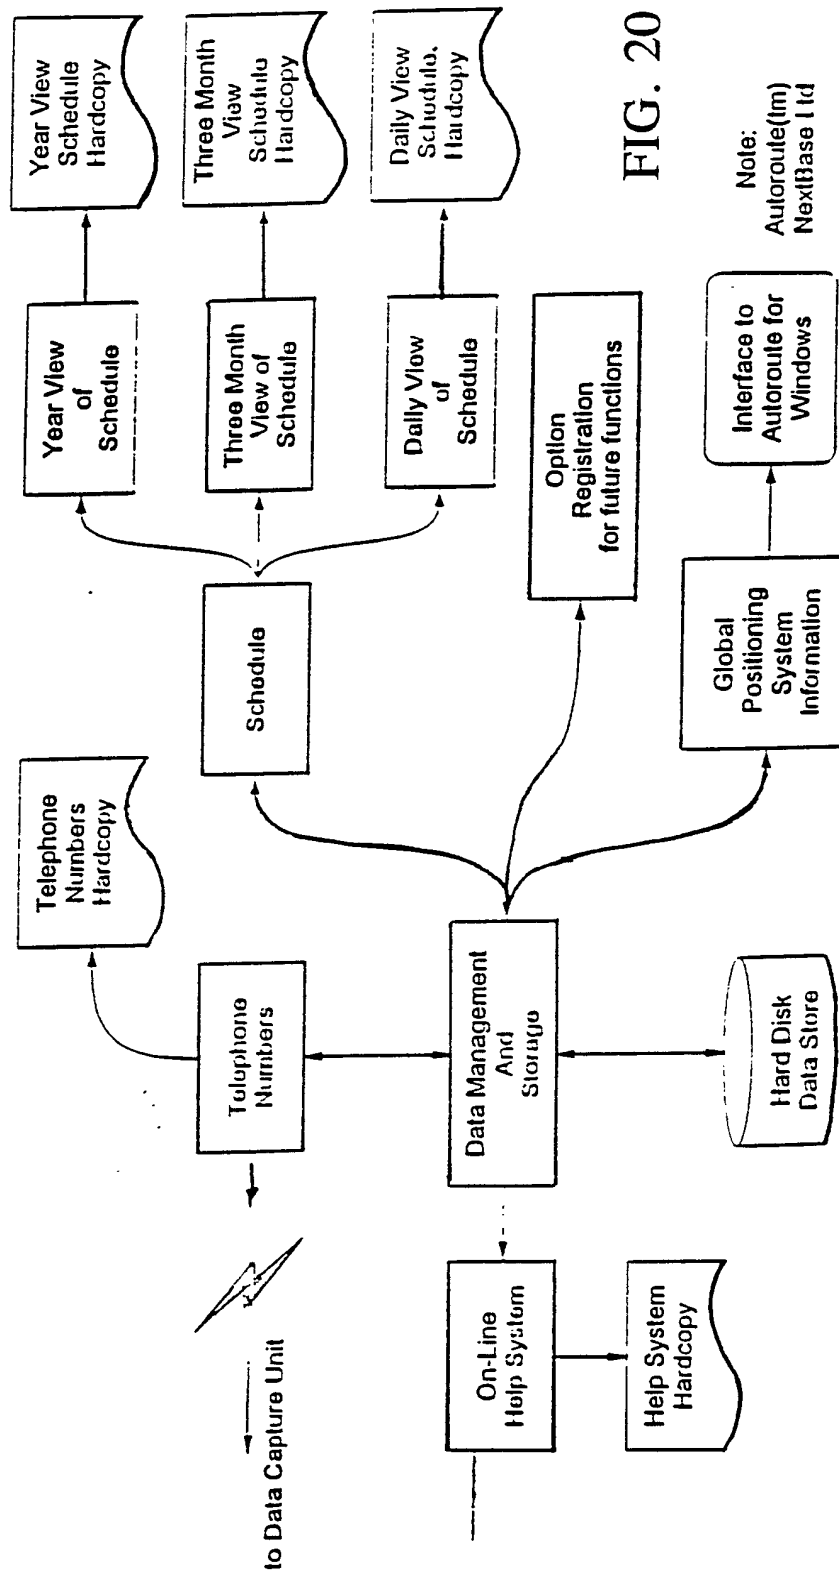 Telephone
Numbers
Hardcopy
Year View
Schedule
Hardcopy
Year View
of
Schedule
Three Month
View
Schedule
Hardcopy
Three Month
View of
Schedule
Schedule
Telephone
Numbers
to Data Capture Unit
Daily View
Schedule.
Hardcopy
Daily View
of
Schedule
On-Line
Help System
Data Management
And
Storage
Option
Registration
for future functions
FIG. 20
Help System
Hardcopy
Hard Disk
Data Store
Global
Positioning
System
Information
Interface to
Autoroute for
Windows
Note:
Autoroute(tm)
NextBase Ltd